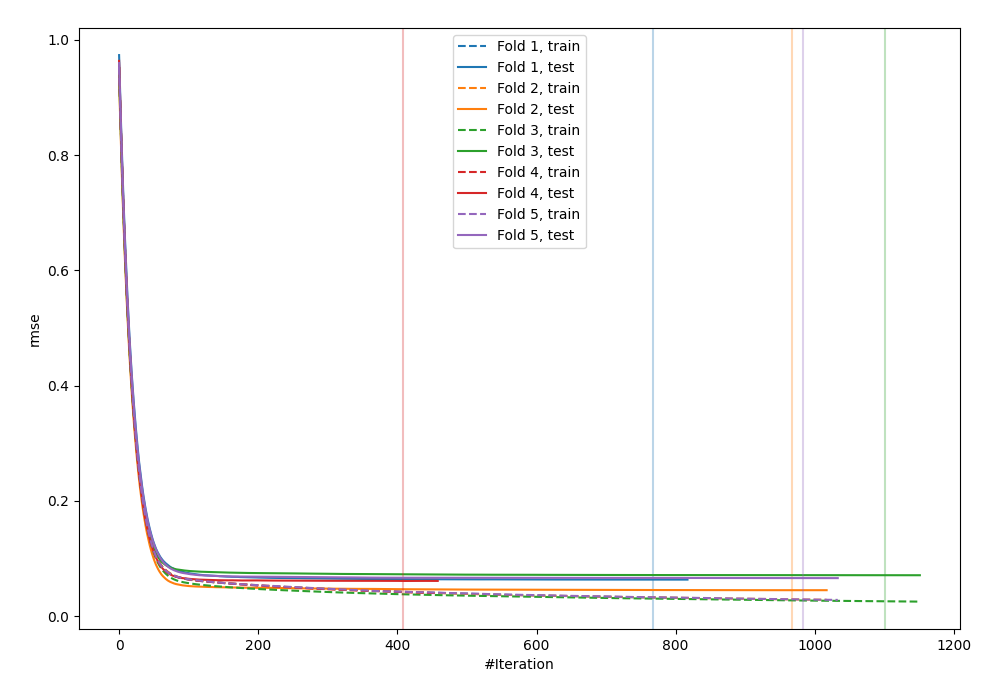 1.0
0.8
0.6
0.4
0.2
0.0
rmse
Fold 1, train
Fold 1, test
Fold 2, train
Fold 2, test
Fold 3, train
Fold 3, test
Fold 4, train
Fold 4, test
Fold 5, train
Fold 5, test
0 200 400 600 800 1000 1200
#Iteration